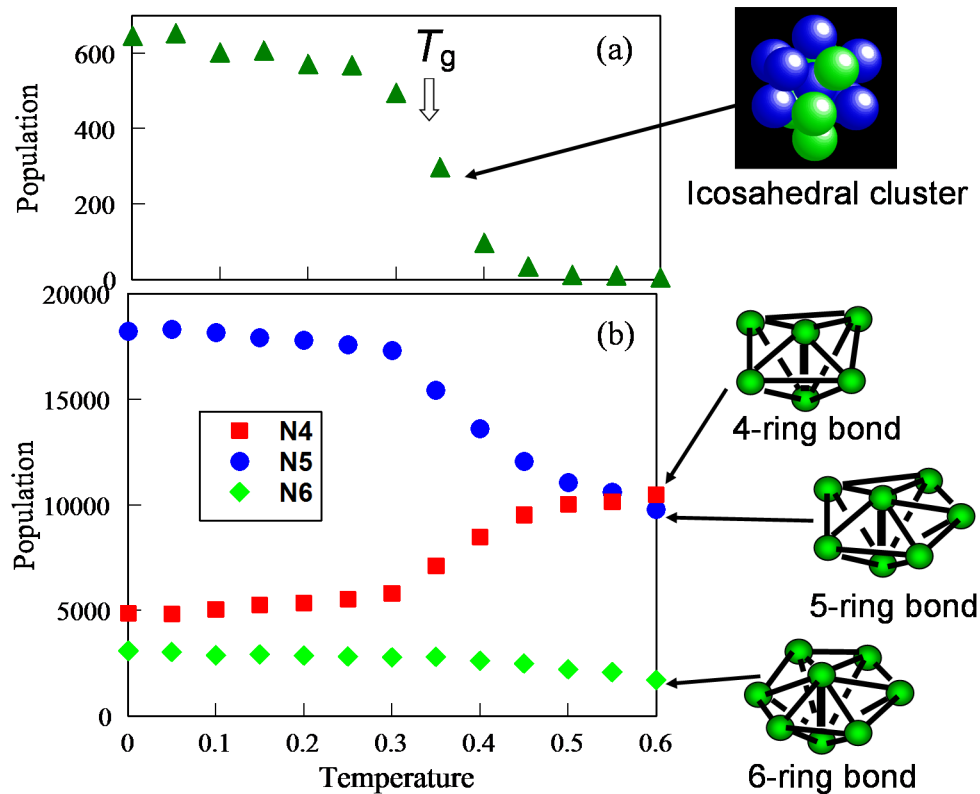 (a)
Tg
Population
600
400
200
0
Icosahedral cluster
(b)
Population
20000
15000
10000
5000
0
N4
N5
N6
0 0.1 0.2 0.3 0.4 0.5 0.6
Temperature
4-ring bond
5-ring bond
6-ring bond